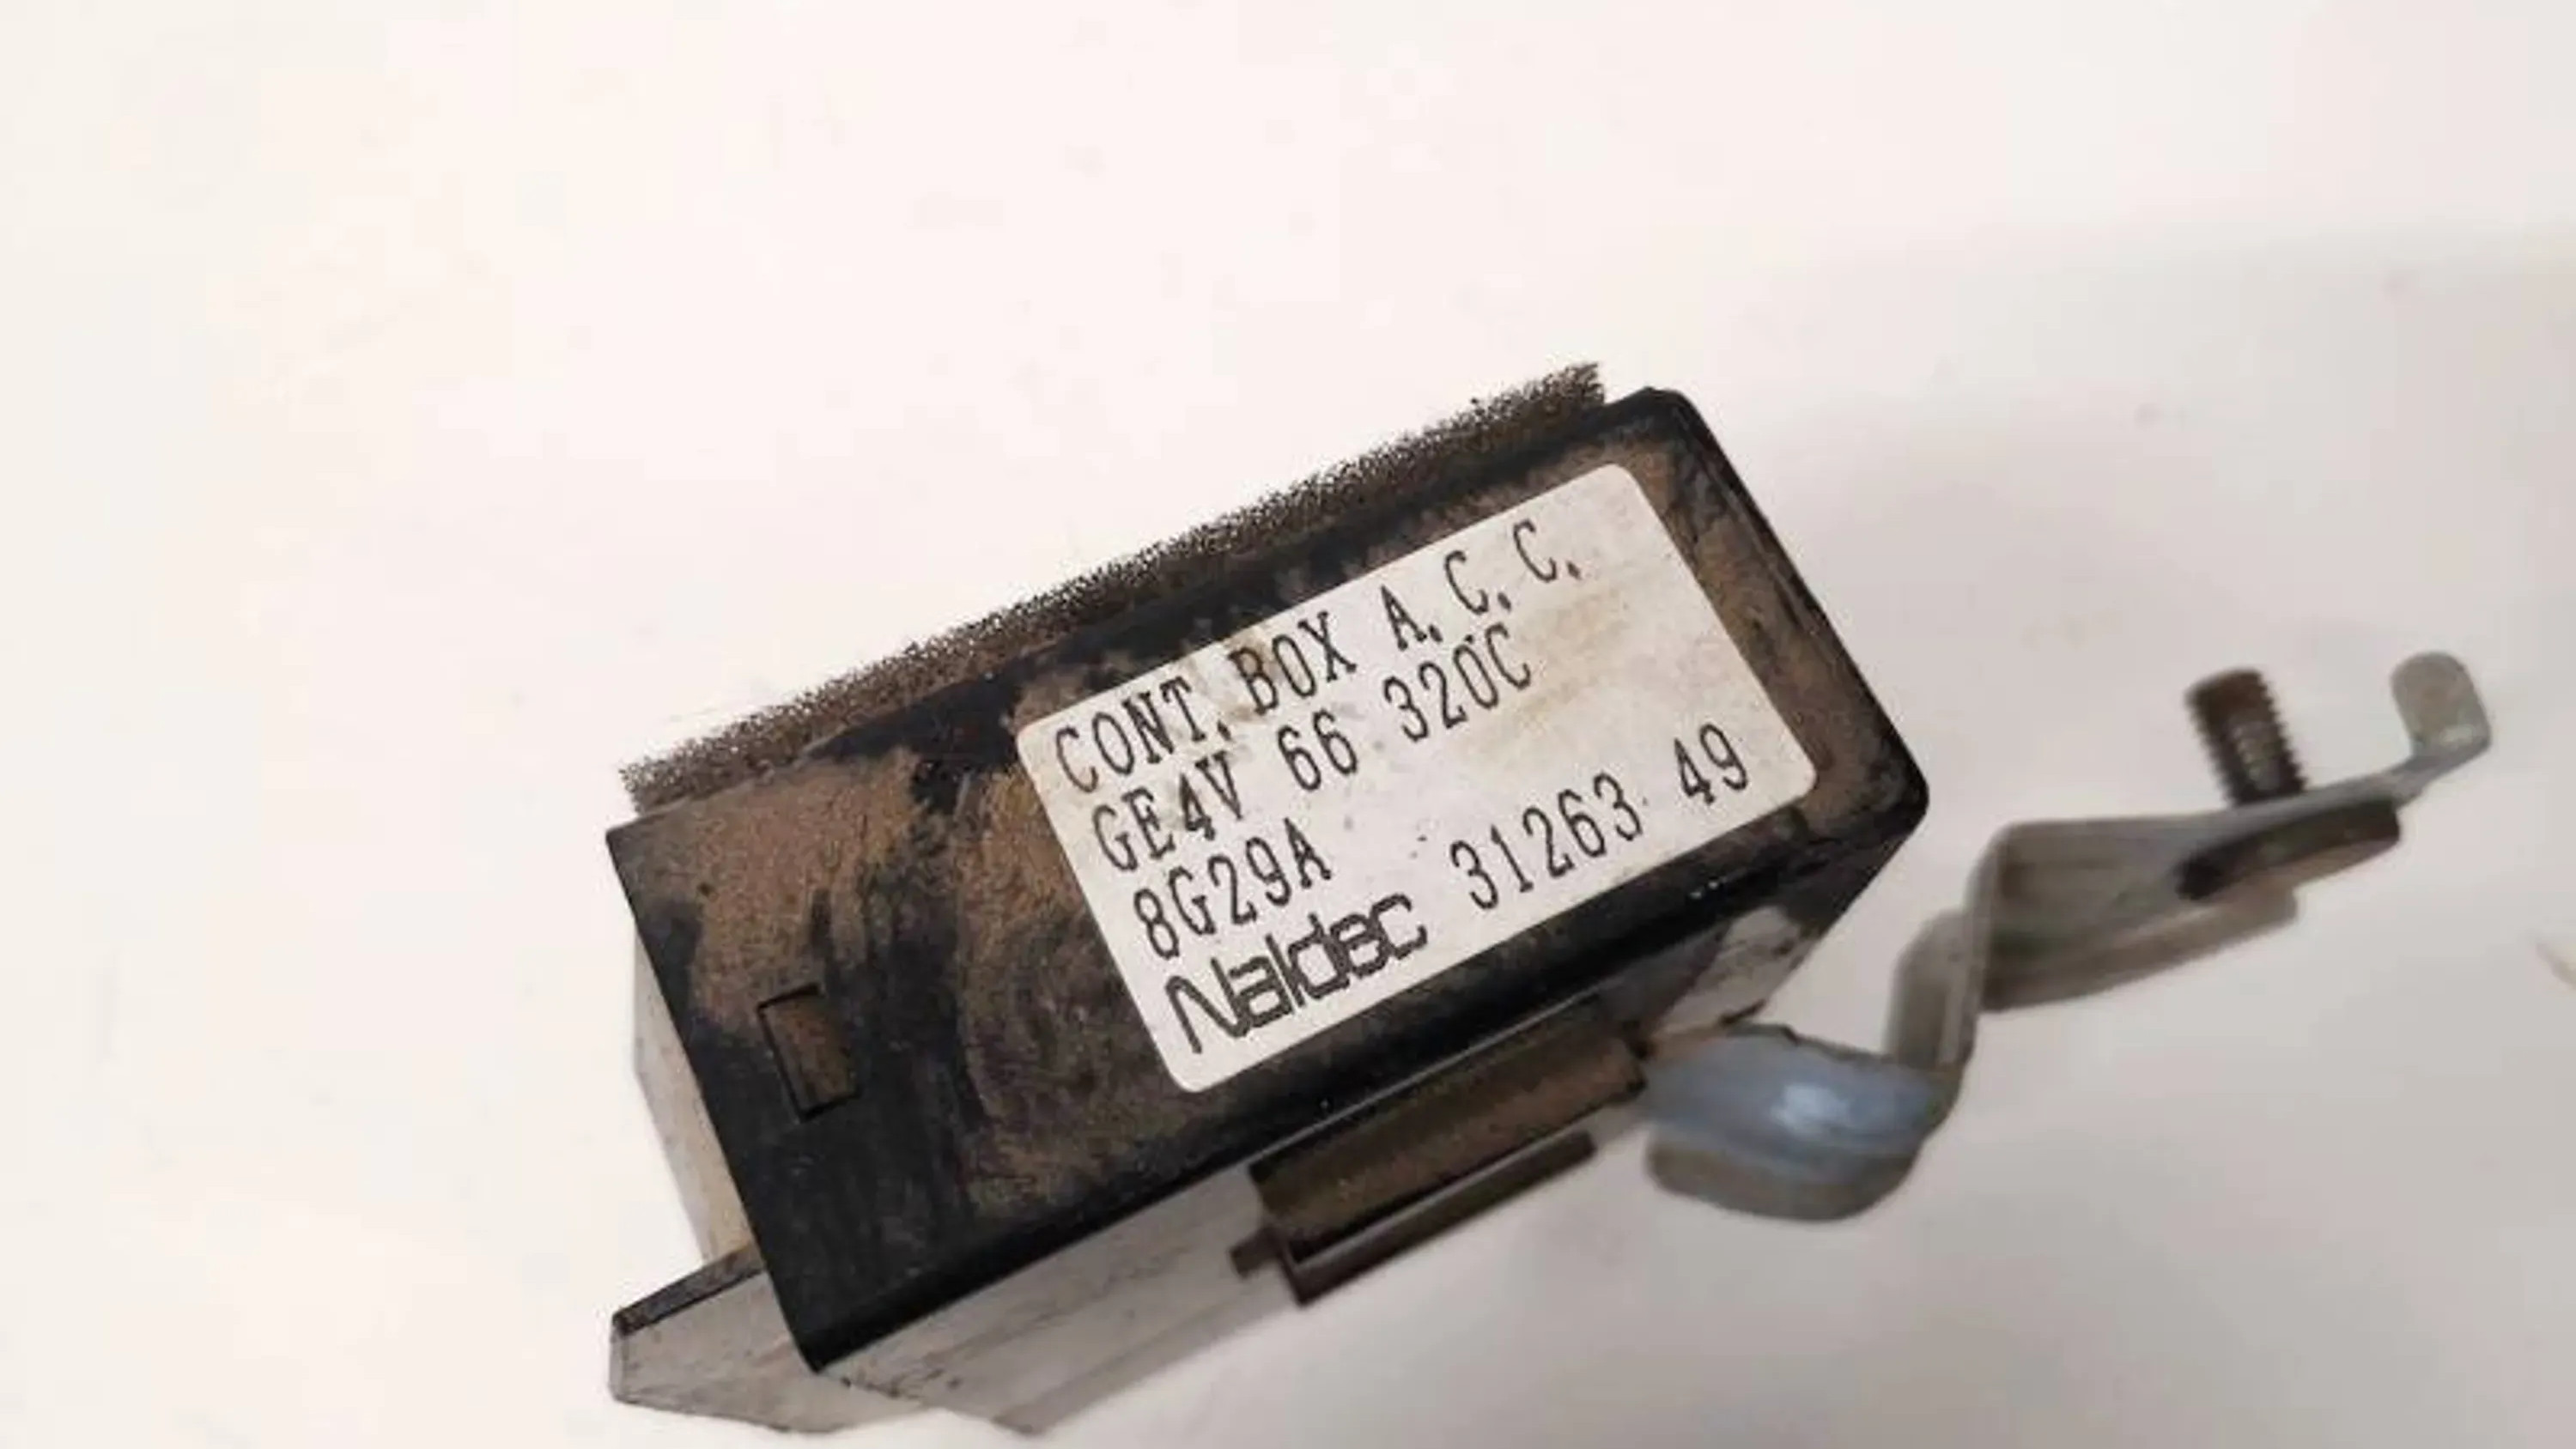 CONT. BOX A. C. C.
GE4V 66 320C
8G29A 31263 49
Naldec